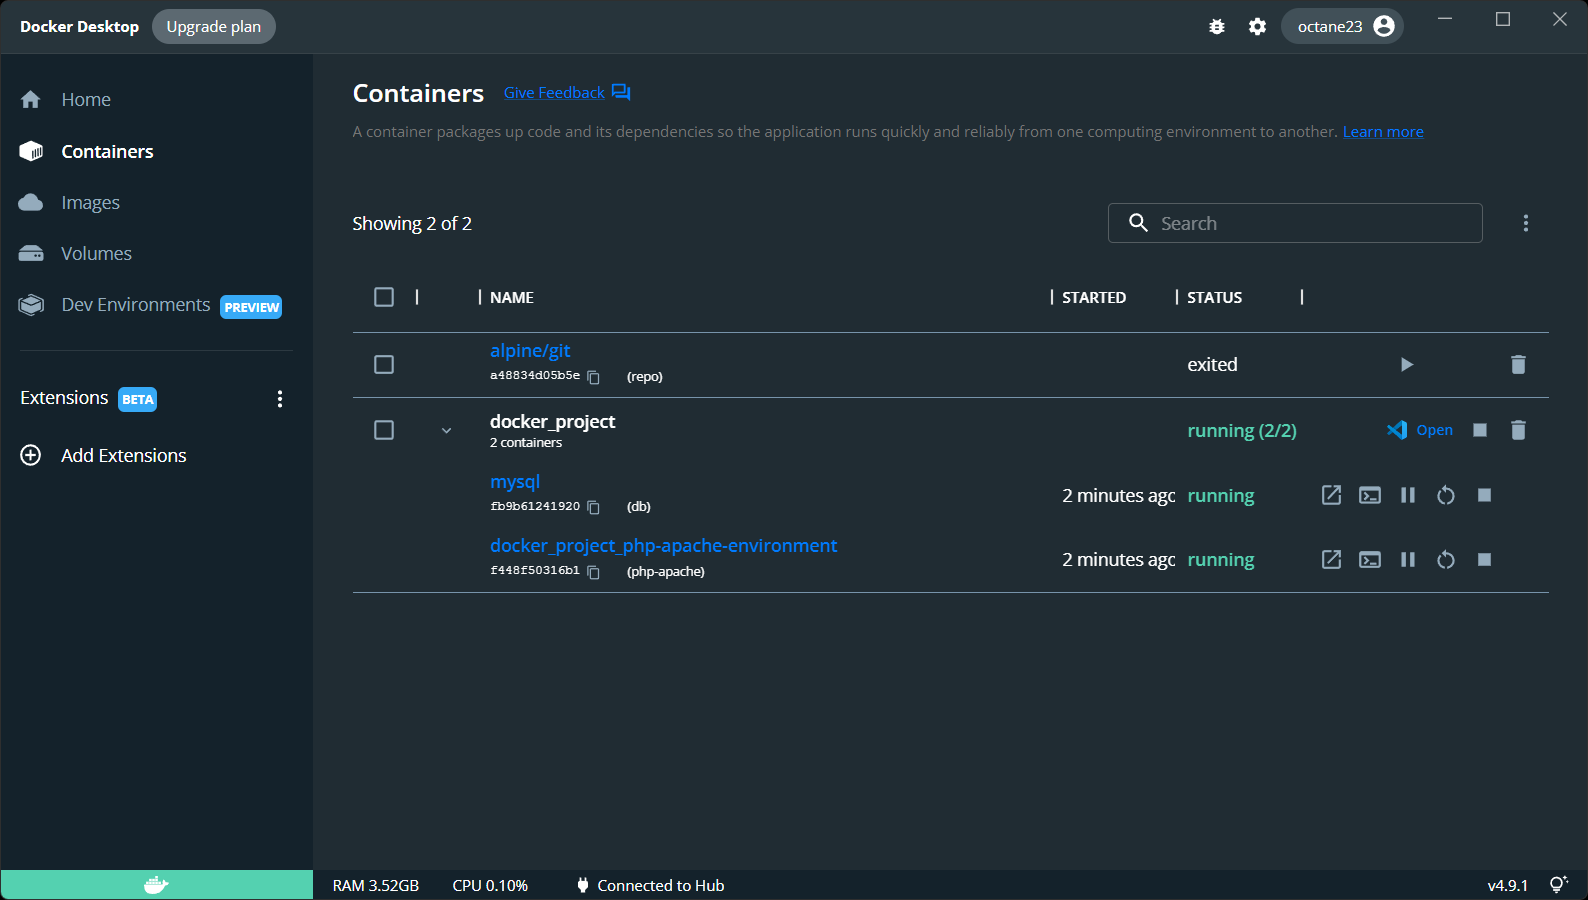 Docker Desktop Upgrade plan octane23
Home
Containers
Images
Volumes
Dev Environments PREVIEW
Extensions BETA
Add Extensions
Containers Give Feedback
A container packages up code and its dependencies so the application runs quickly and reliably from one computing environment to another. Learn more
Showing 2 of 2 Search
NAME STARTED STATUS
alpine/git
a48834d05b5e (repo) exited
docker_project
2 containers running (2/2) Open
mysql
fb9b61241920 (db) 2 minutes ago running
docker_project_php-apache-environment
f448f50316b1 (php-apache) 2 minutes ago running
RAM 3.52GB CPU 0.10% Connected to Hub v4.9.1